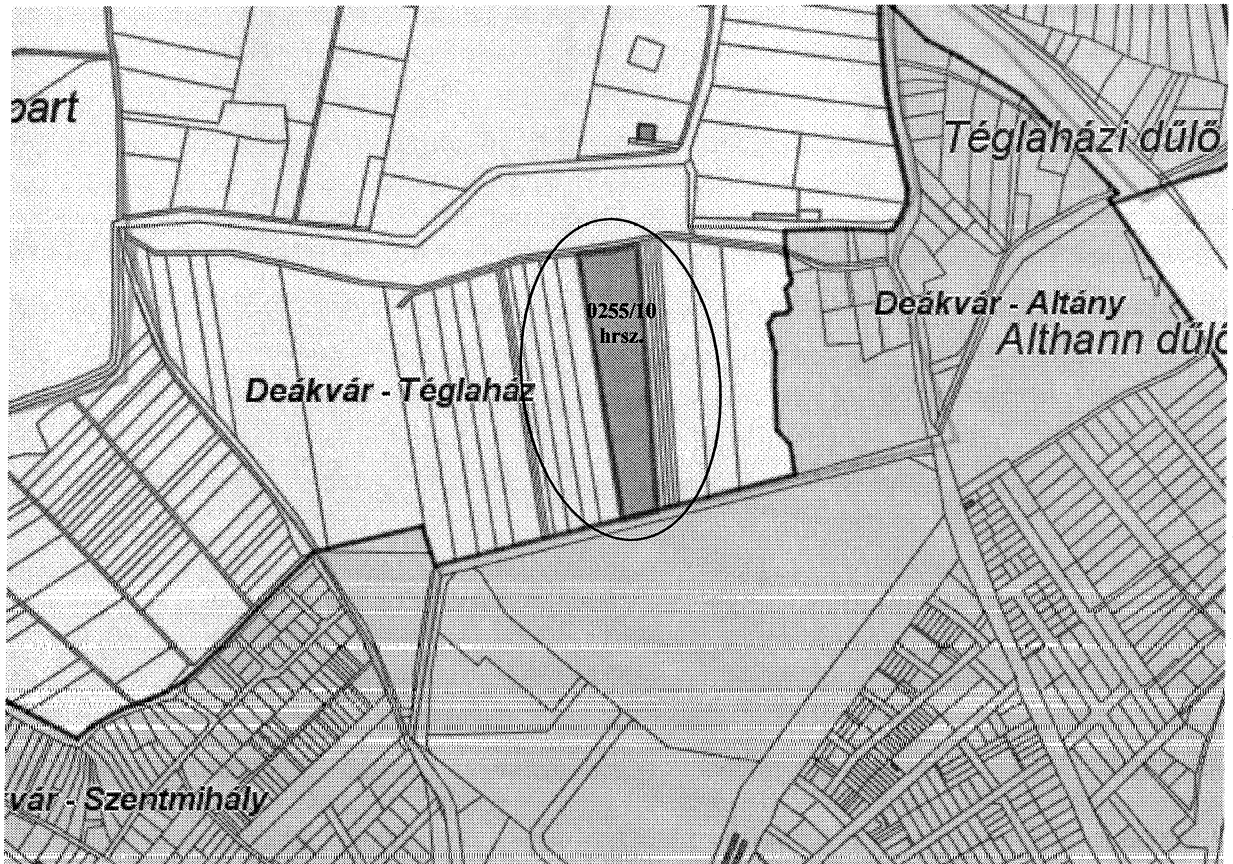 part
Téglaházi dűlő
Deákvár - Altány
Althann dűlő
0255/10
hrsz.
Deákvár - Téglaház
vár - Szentmihály